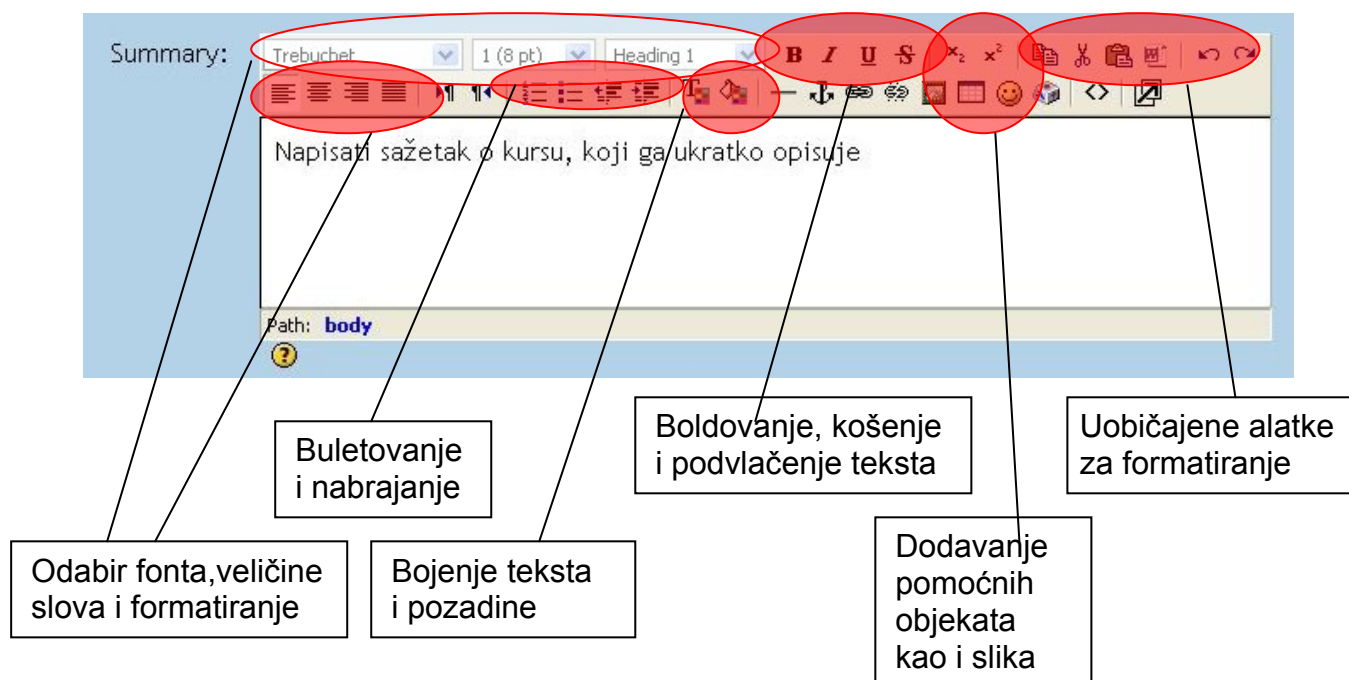 Summary:
Trebuchet 1 (8 pt) Heading 1 B I U S x₂ x²
Napisati sažetak o kursu, koji ga ukratko opisuje
Path: body
?
Buletovanje
i nabrajanje
Boldovanje, košenje
i podvlačenje teksta
Uobičajene alatke
za formatiranje
Odabir fonta,veličine
slova i formatiranje
Bojenje teksta
i pozadine
Dodavanje
pomoćnih
objekata
kao i slika